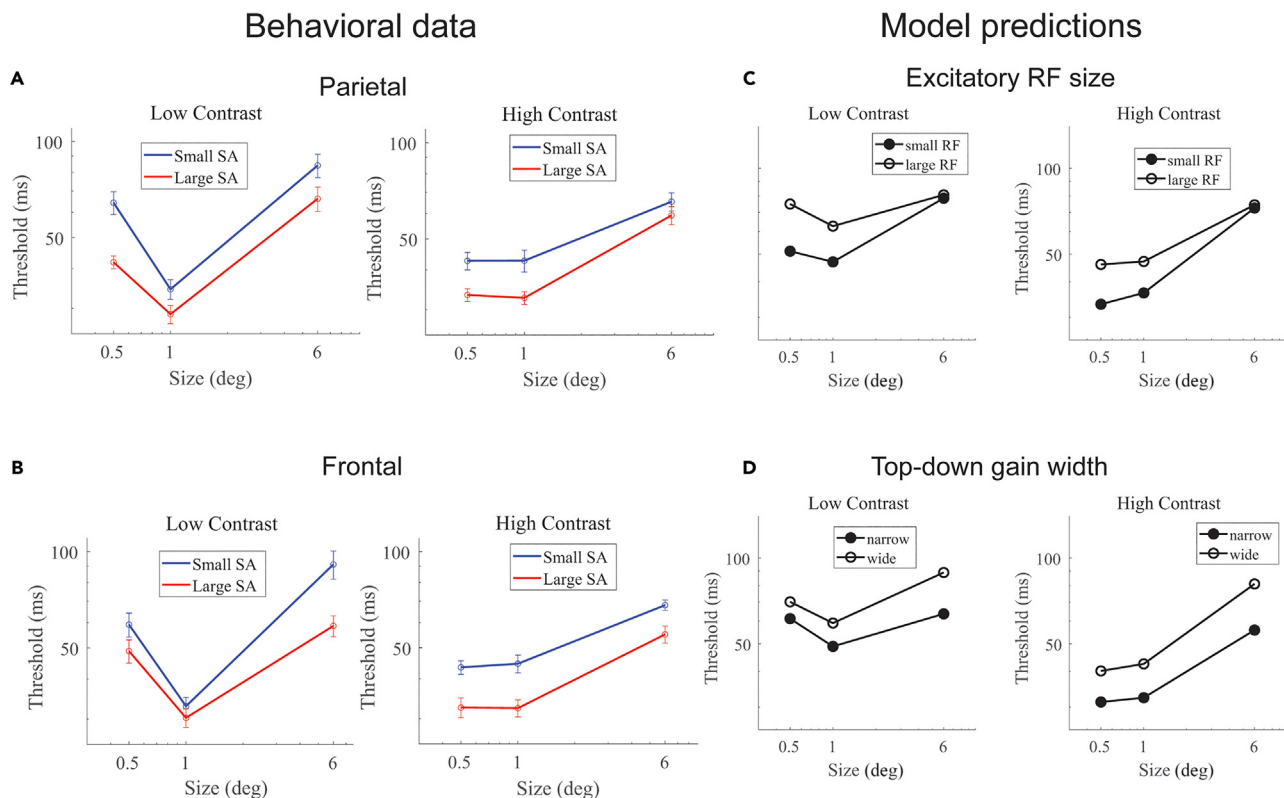 Behavioral data
Model predictions
A
Parietal
Low Contrast
Small SA
Large SA
100
50
Threshold (ms)
0.5
1
6
Size (deg)
High Contrast
Small SA
Large SA
100
50
Threshold (ms)
0.5
1
6
Size (deg)
C
Excitatory RF size
Low Contrast
small RF
large RF
Threshold (ms)
0.5
1
6
Size (deg)
High Contrast
small RF
large RF
100
50
Threshold (ms)
0.5
1
6
Size (deg)
B
Frontal
Low Contrast
Small SA
Large SA
100
50
Threshold (ms)
0.5
1
6
Size (deg)
High Contrast
Small SA
Large SA
100
50
Threshold (ms)
0.5
1
6
Size (deg)
D
Top-down gain width
Low Contrast
narrow
wide
100
50
Threshold (ms)
0.5
1
6
Size (deg)
High Contrast
narrow
wide
100
50
Threshold (ms)
0.5
1
6
Size (deg)